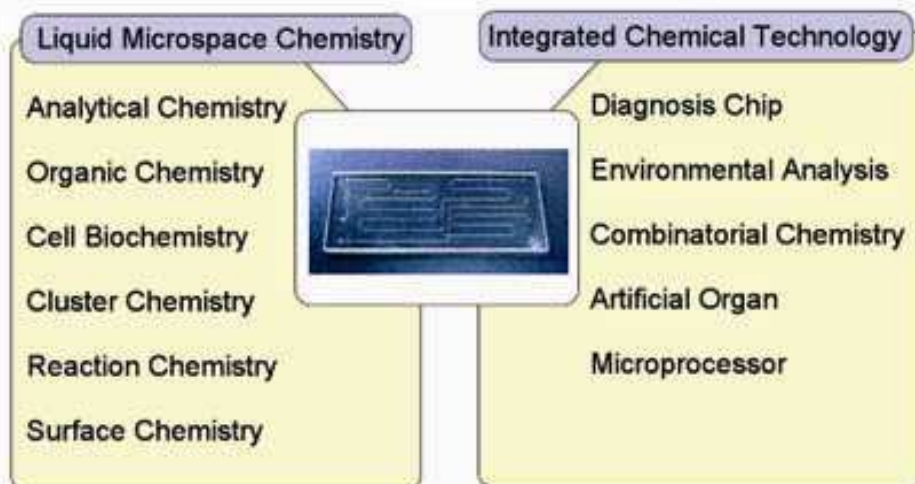 Liquid Microspace Chemistry
Analytical Chemistry
Organic Chemistry
Cell Biochemistry
Cluster Chemistry
Reaction Chemistry
Surface Chemistry
Integrated Chemical Technology
Diagnosis Chip
Environmental Analysis
Combinatorial Chemistry
Artificial Organ
Microprocessor